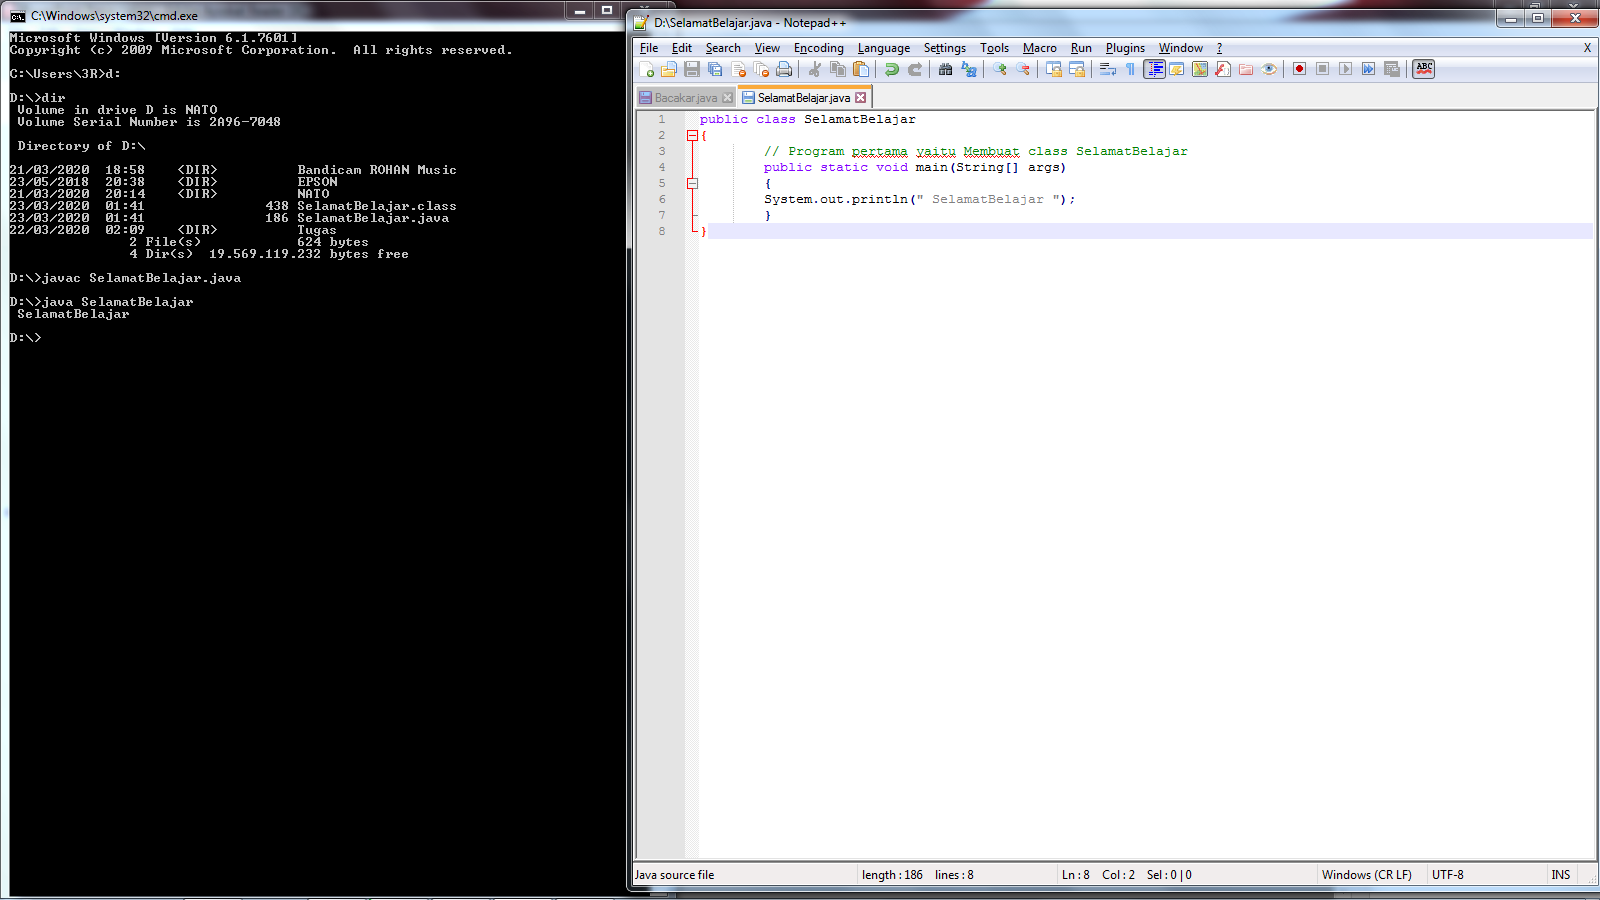 C:\Windows\system32\cmd.exe
Microsoft Windows [Version 6.1.7601]
Copyright (c) 2009 Microsoft Corporation.  All rights reserved.
C:\Users\3R>d:
D:\>dir
 Volume in drive D is NATO
 Volume Serial Number is 2A96-7048
 Directory of D:\
21/03/2020  18:58    <DIR>          Bandicam ROHAN Music
23/05/2018  20:38    <DIR>          EPSON
21/03/2020  20:14    <DIR>          NATO
23/03/2020  01:41               438 SelamatBelajar.class
23/03/2020  01:41               186 SelamatBelajar.java
22/03/2020  02:09    <DIR>          Tugas
               2 File(s)            624 bytes
               4 Dir(s)  19.569.119.232 bytes free
D:\>javac SelamatBelajar.java
D:\>java SelamatBelajar
 SelamatBelajar
D:\>
D:\SelamatBelajar.java - Notepad++
File Edit Search View Encoding Language Settings Tools Macro Run Plugins Window ? X
ABC
Bacakar.java SelamatBelajar.java
1 public class SelamatBelajar
2 {
3 // Program pertama yaitu Membuat class SelamatBelajar
4 public static void main(String[] args)
5 {
6 System.out.println(" SelamatBelajar ");
7 }
8 }
Java source file length : 186 lines : 8 Ln : 8 Col : 2 Sel : 0 | 0 Windows (CR LF) UTF-8 INS